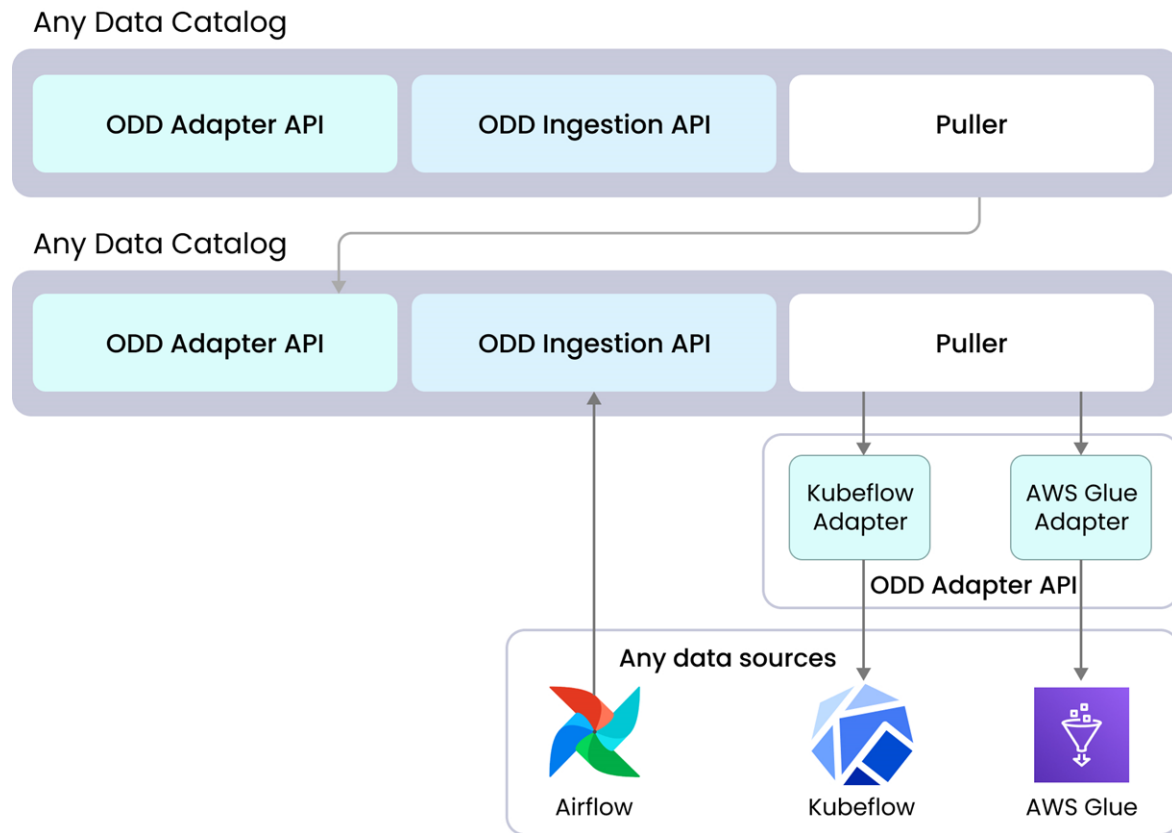 Any Data Catalog
ODD Adapter API
ODD Ingestion API
Puller
Any Data Catalog
ODD Adapter API
ODD Ingestion API
Puller
Kubeflow
Adapter
AWS Glue
Adapter
ODD Adapter API
Any data sources
Airflow
Kubeflow
AWS Glue